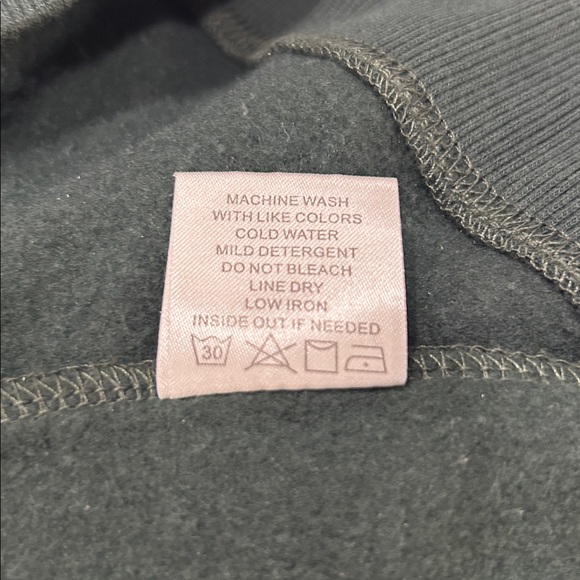 MACHINE WASH
WITH LIKE COLORS
COLD WATER
MILD DETERGENT
DO NOT BLEACH
LINE DRY
LOW IRON
INSIDE OUT IF NEEDED
30